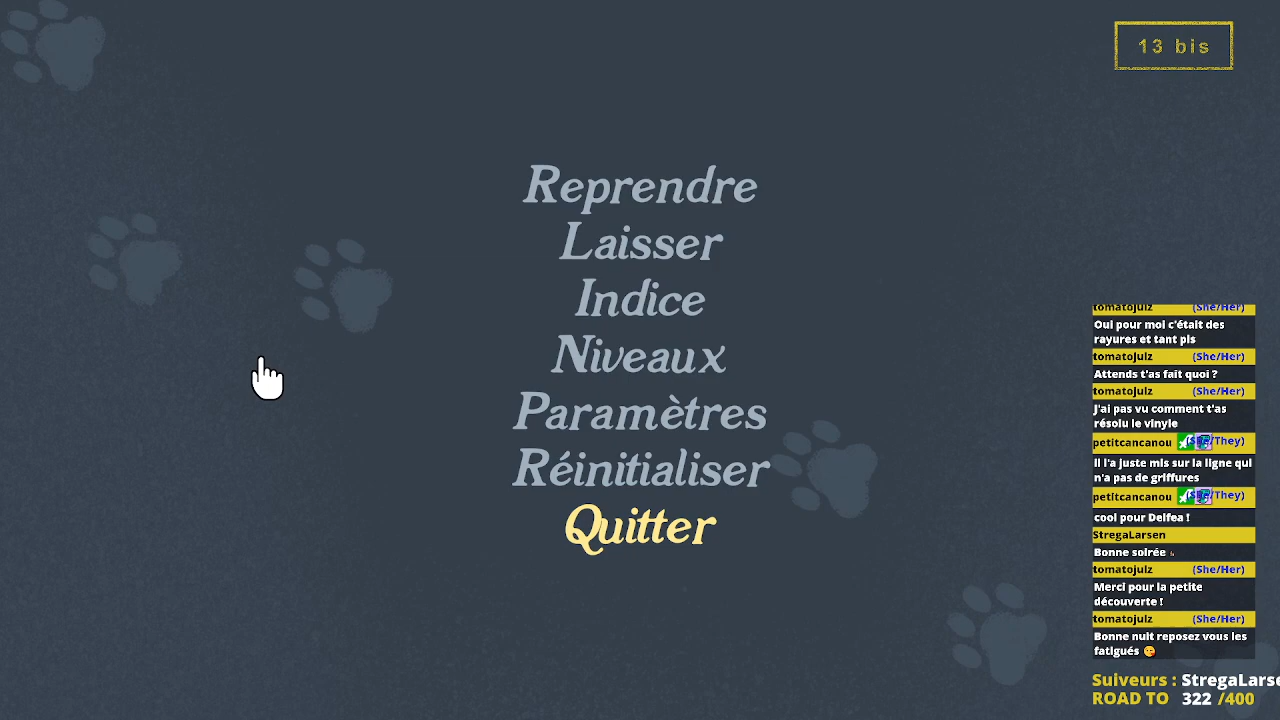 13 bis
Reprendre
Laisser
Indice
Niveaux
Paramètres
Réinitialiser
Quitter
tomatojulz (She/Her)
Oui pour moi c'était des
rayures et tant pis
tomatojulz (She/Her)
Attends t'as fait quoi ?
tomatojulz (She/Her)
J'ai pas vu comment t'as
résolu le vinyle
petitcancanou (She/They)
Il l'a juste mis sur la ligne qui
n'a pas de griffures
petitcancanou (She/They)
cool pour Delfea !
StregaLarsen
Bonne soirée
tomatojulz (She/Her)
Merci pour la petite
découverte !
tomatojulz (She/Her)
Bonne nuit reposez vous les
fatigués 😘
Suiveurs : StregaLarse
ROAD TO 322 /400